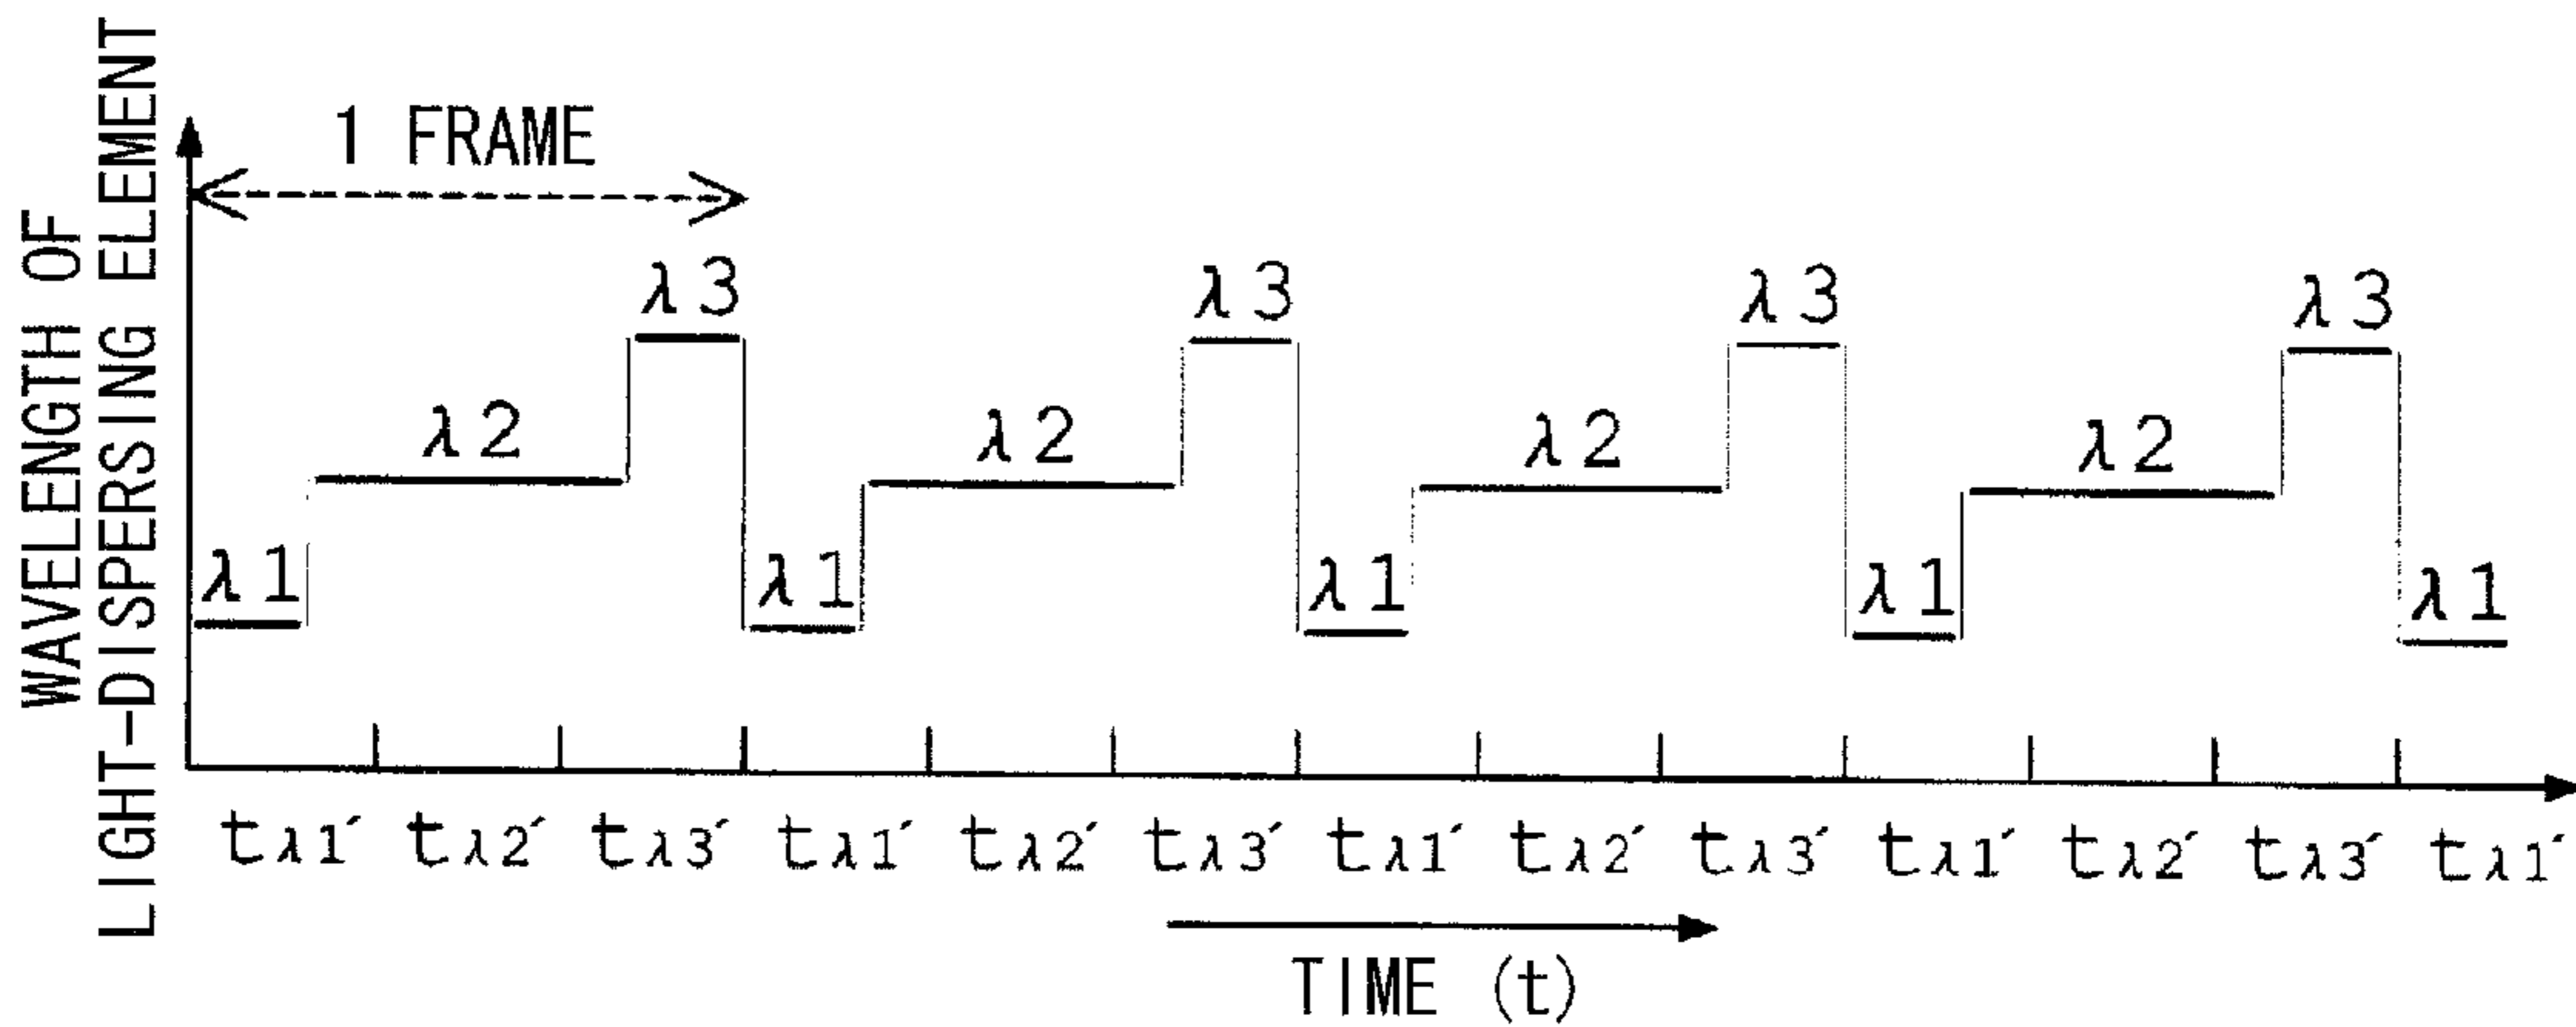 WAVELENGTH OF
LIGHT-DISPERSING ELEMENT
1 FRAME
λ3 λ3 λ3 λ3
λ2 λ2 λ2 λ2
λ1 λ1 λ1 λ1 λ1
tλ1′ tλ2′ tλ3′ tλ1′ tλ2′ tλ3′ tλ1′ tλ2′ tλ3′ tλ1′ tλ2′ tλ3′ tλ1′
TIME (t)